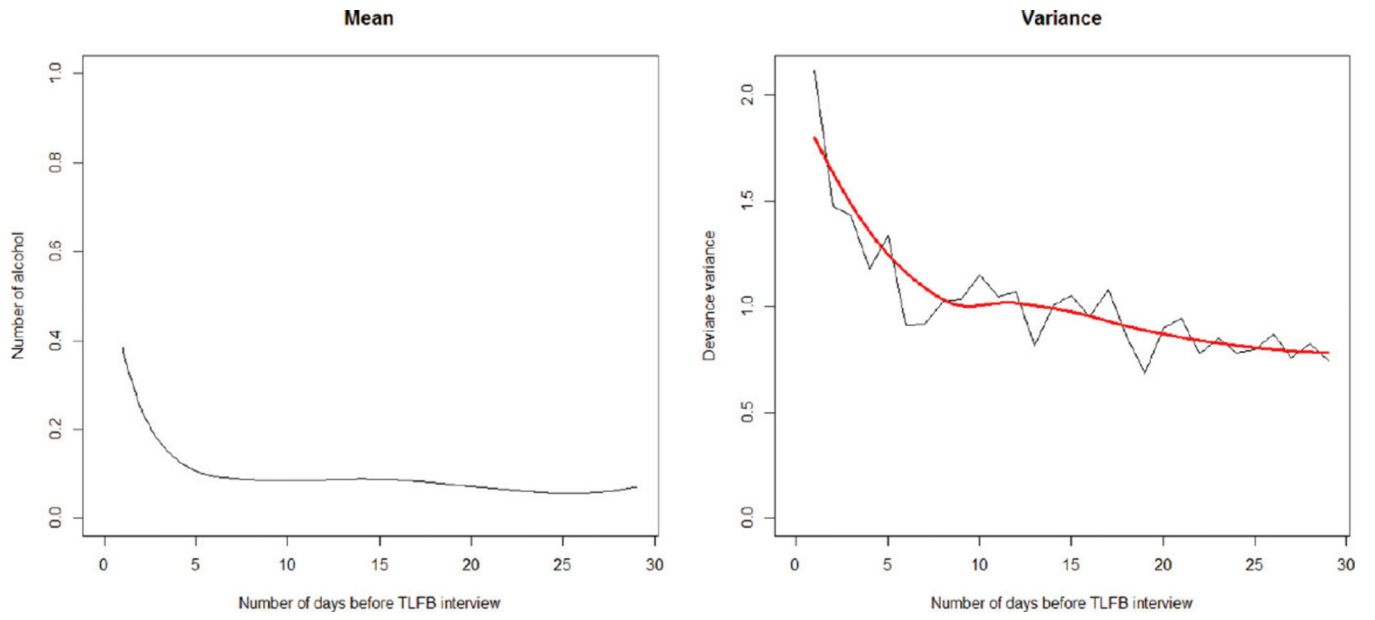 Mean
Number of alcohol
1.0
0.8
0.6
0.4
0.2
0.0
0 5 10 15 20 25 30
Number of days before TLFB interview
Variance
Deviance variance
2.0
1.5
1.0
0.5
0.0
0 5 10 15 20 25 30
Number of days before TLFB interview